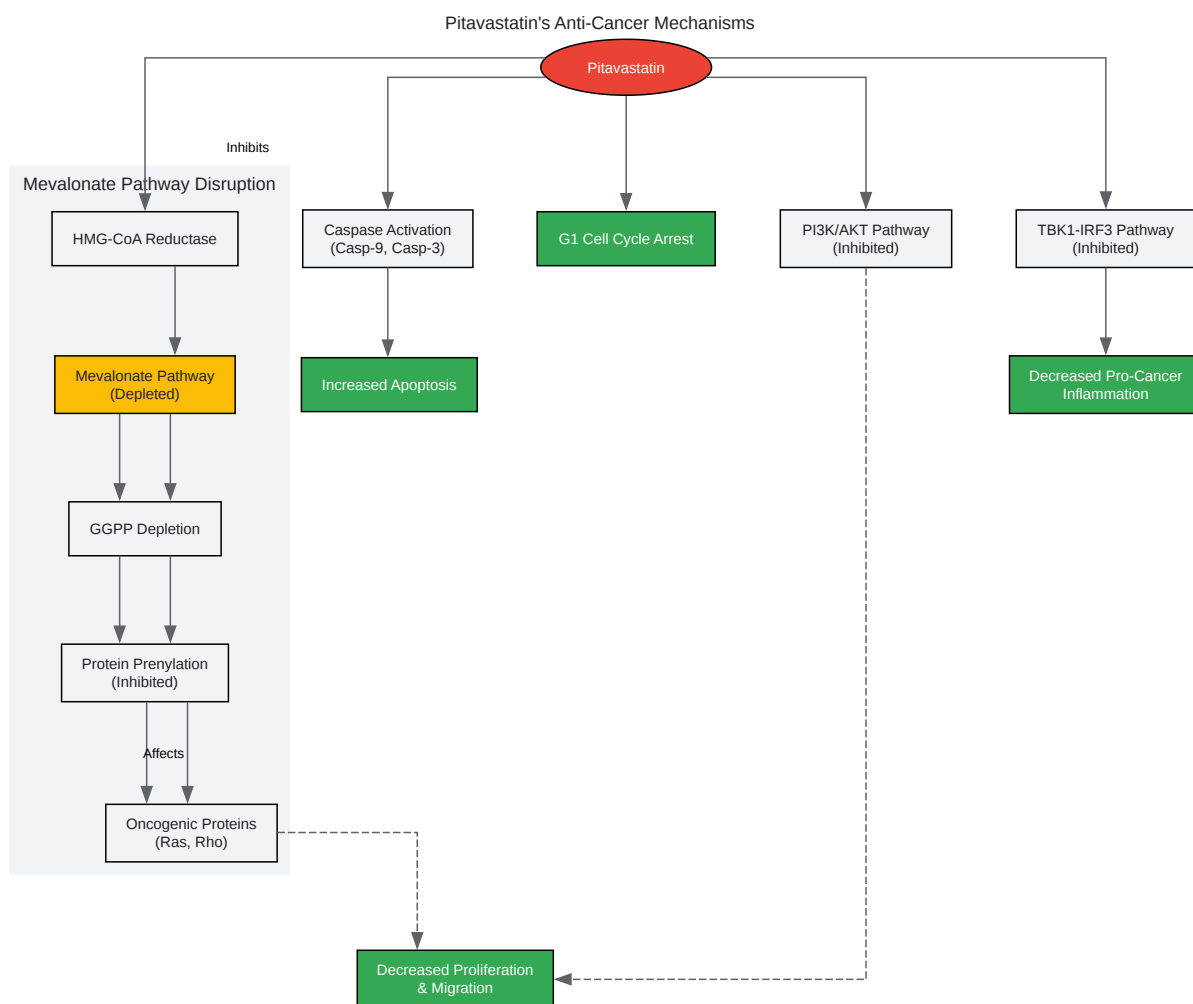 Pitavastatin's Anti-Cancer Mechanisms
Pitavastatin
Inhibits
Mevalonate Pathway Disruption
HMG-CoA Reductase
Caspase Activation
(Casp-9, Casp-3)
G1 Cell Cycle Arrest
PI3K/AKT Pathway
(Inhibited)
TBK1-IRF3 Pathway
(Inhibited)
Mevalonate Pathway
(Depleted)
Increased Apoptosis
Decreased Pro-Cancer
Inflammation
GGPP Depletion
Protein Prenylation
(Inhibited)
Affects
Oncogenic Proteins
(Ras, Rho)
Decreased Proliferation
& Migration